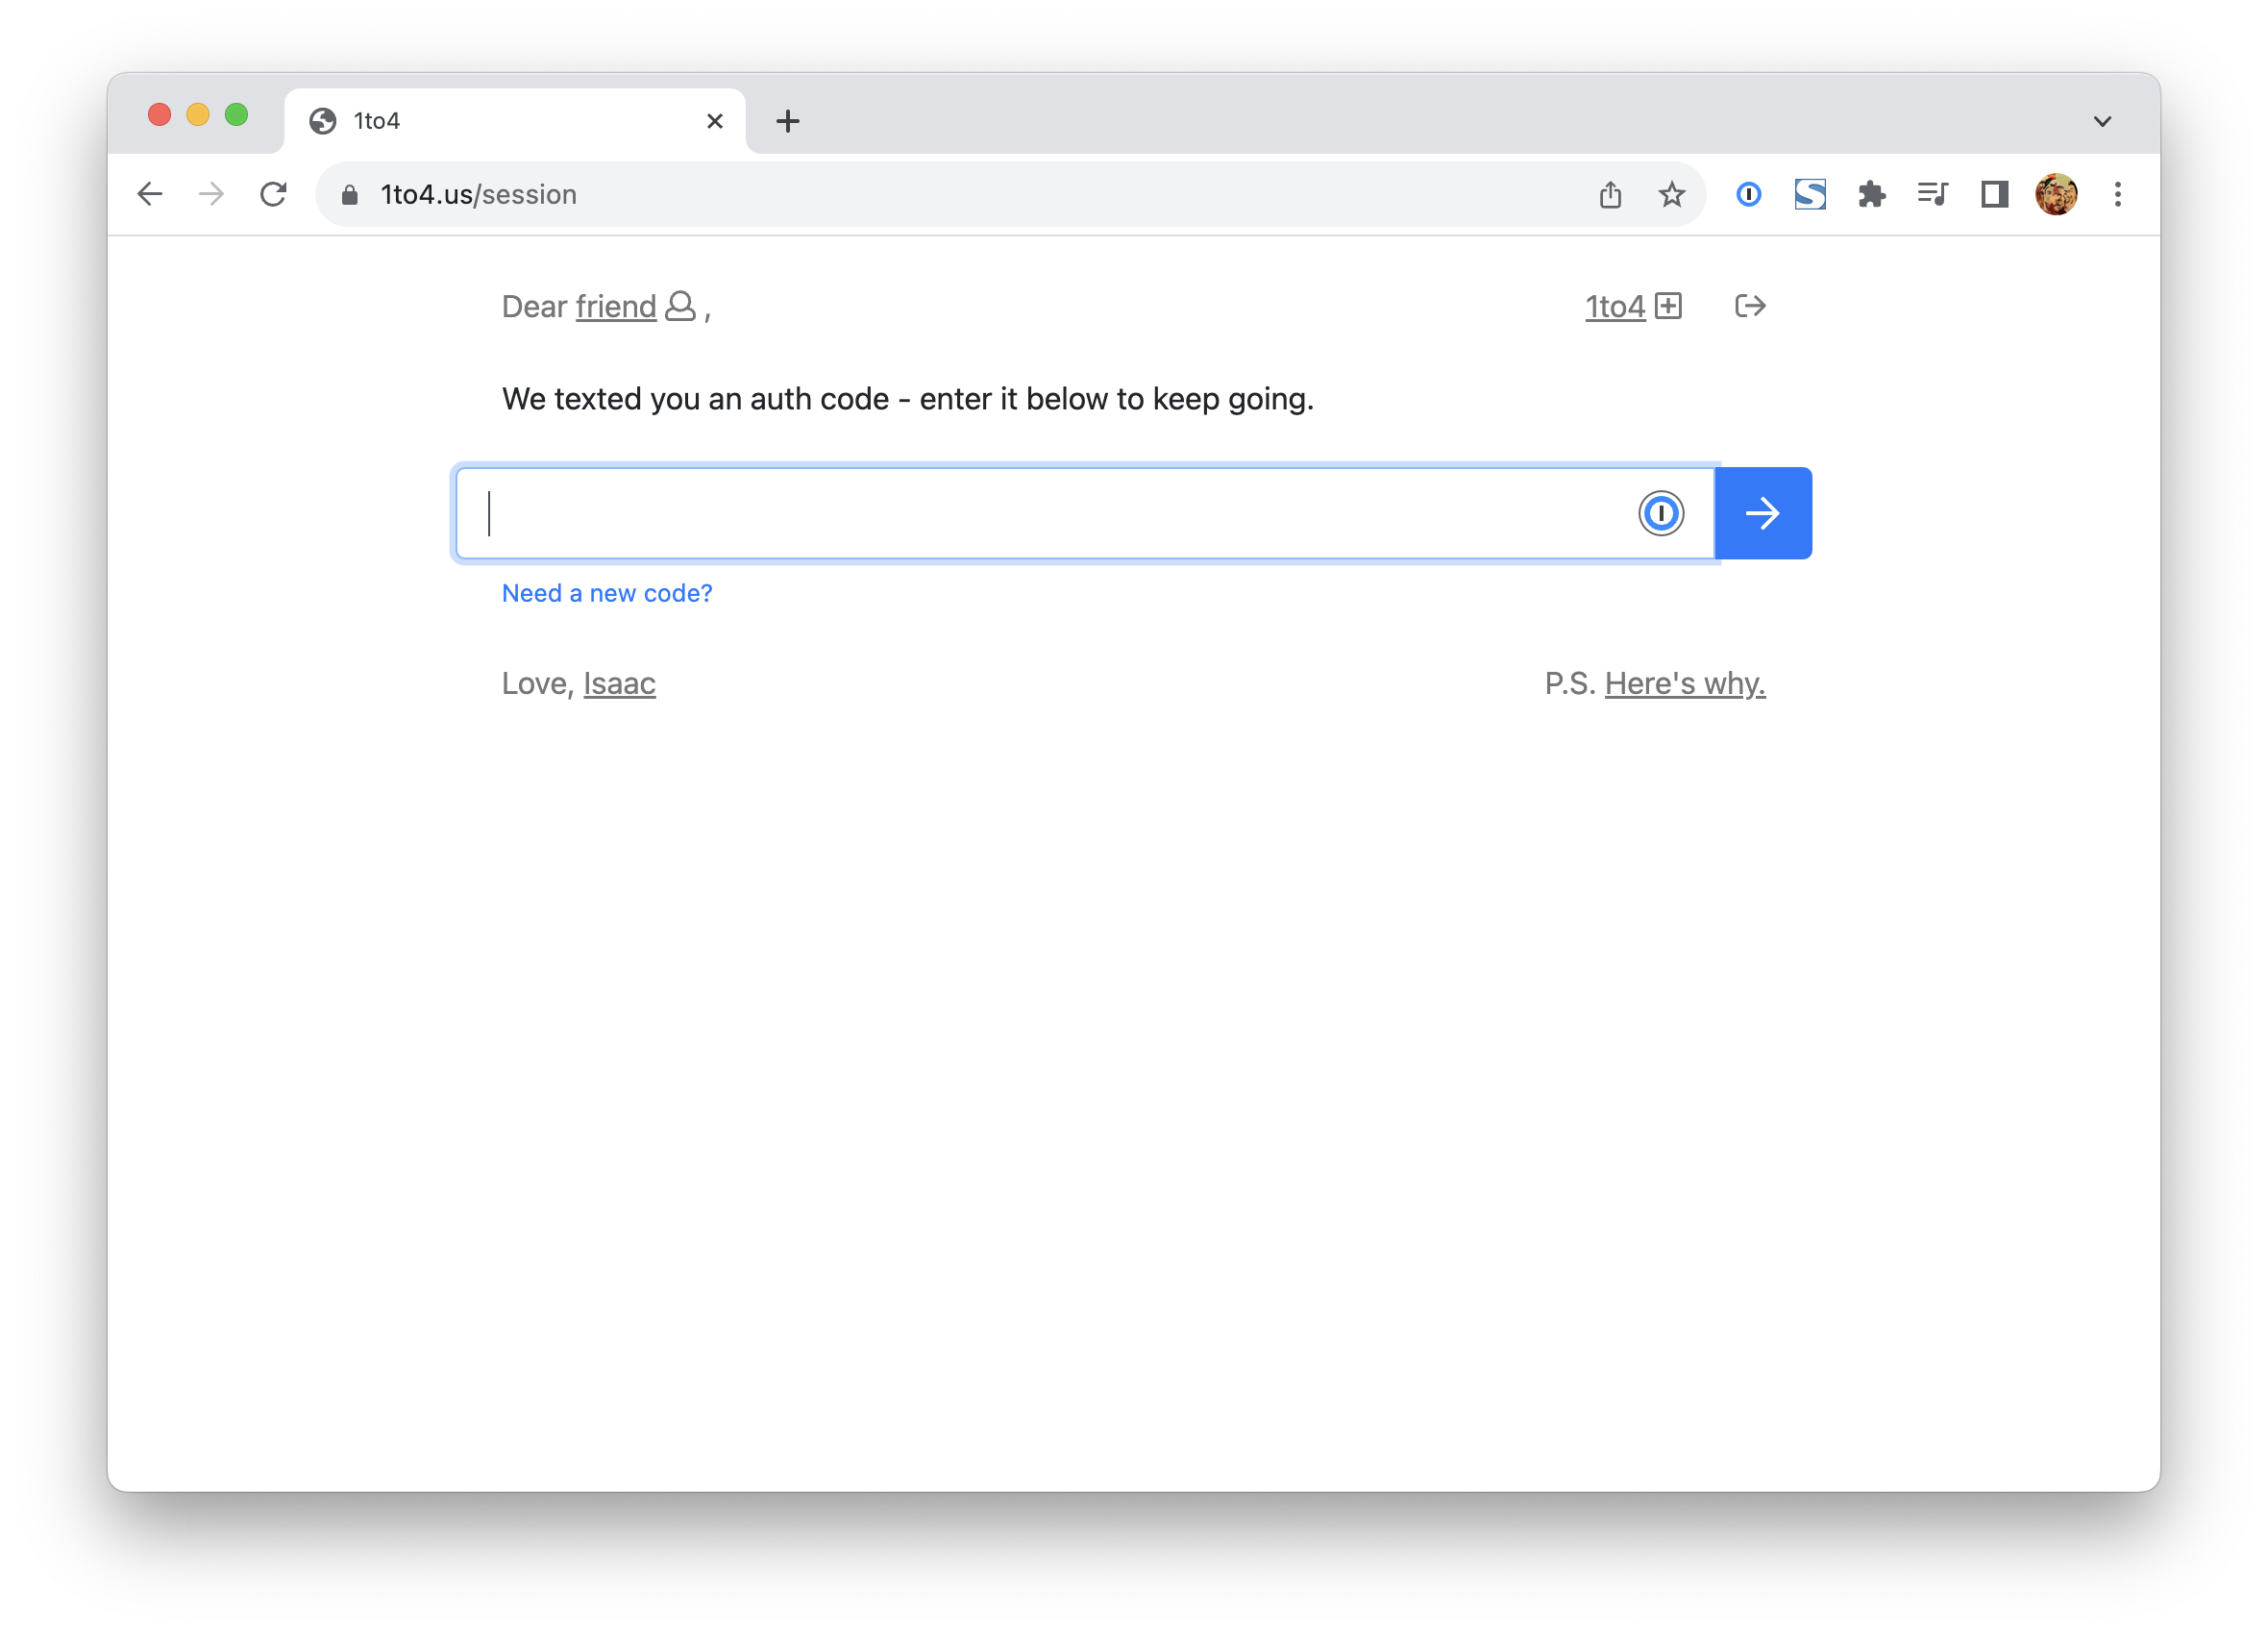 1to4
1to4.us/session
Dear friend , 1to4
We texted you an auth code - enter it below to keep going.
Need a new code?
Love, Isaac P.S. Here's why.